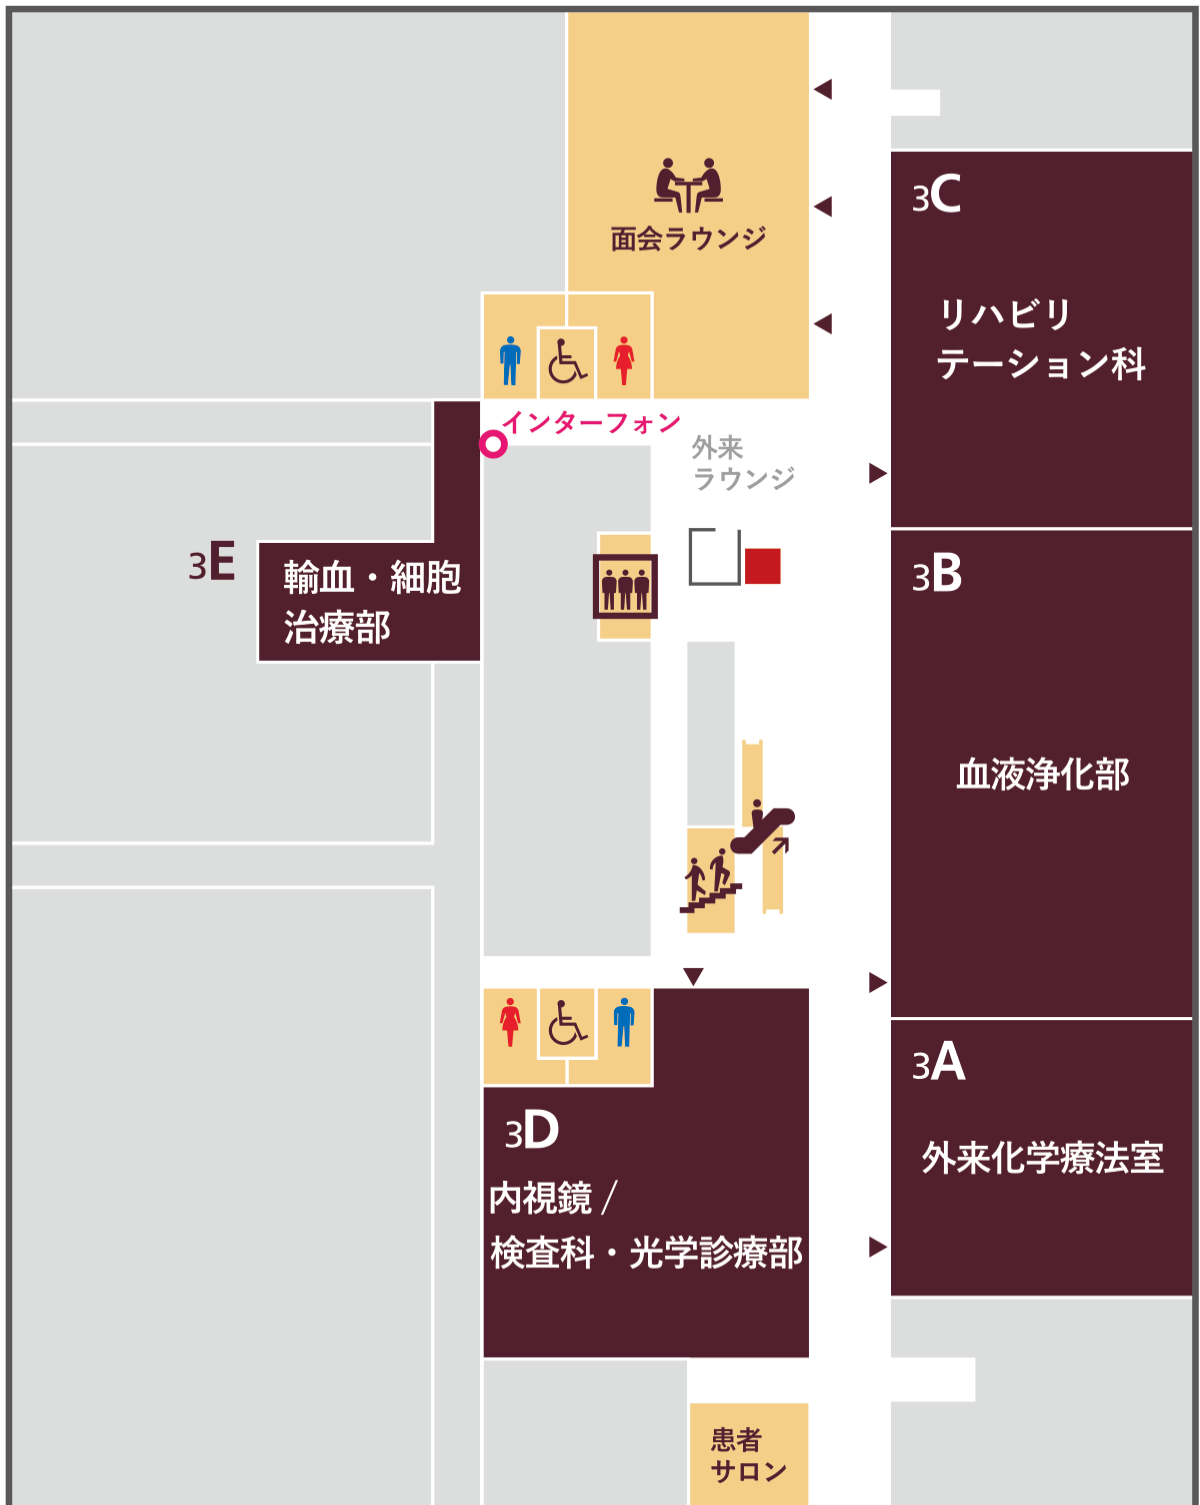 面会ラウンジ
3C
リハビリ
テーション科
インターフォン
外来
ラウンジ
3E
輸血・細胞
治療部
3B
血液浄化部
3A
外来化学療法室
3D
内視鏡/
検査科・光学診療部
患者
サロン